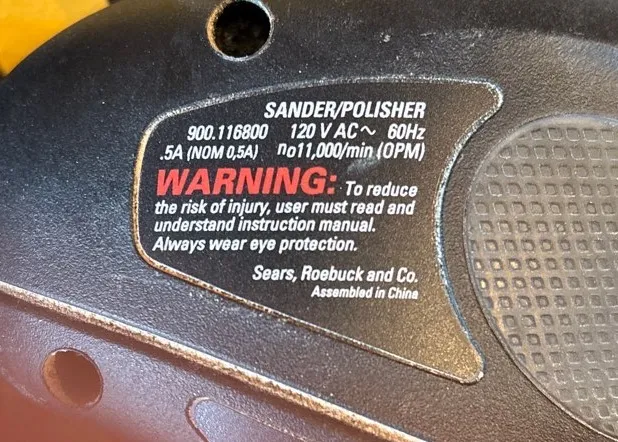 SANDER/POLISHER
900.116800 120 V AC～ 60Hz
.5A (NOM 0,5A) no11,000/min (OPM)
WARNING: To reduce
the risk of injury, user must read and
understand instruction manual.
Always wear eye protection.
Sears, Roebuck and Co.
Assembled in China